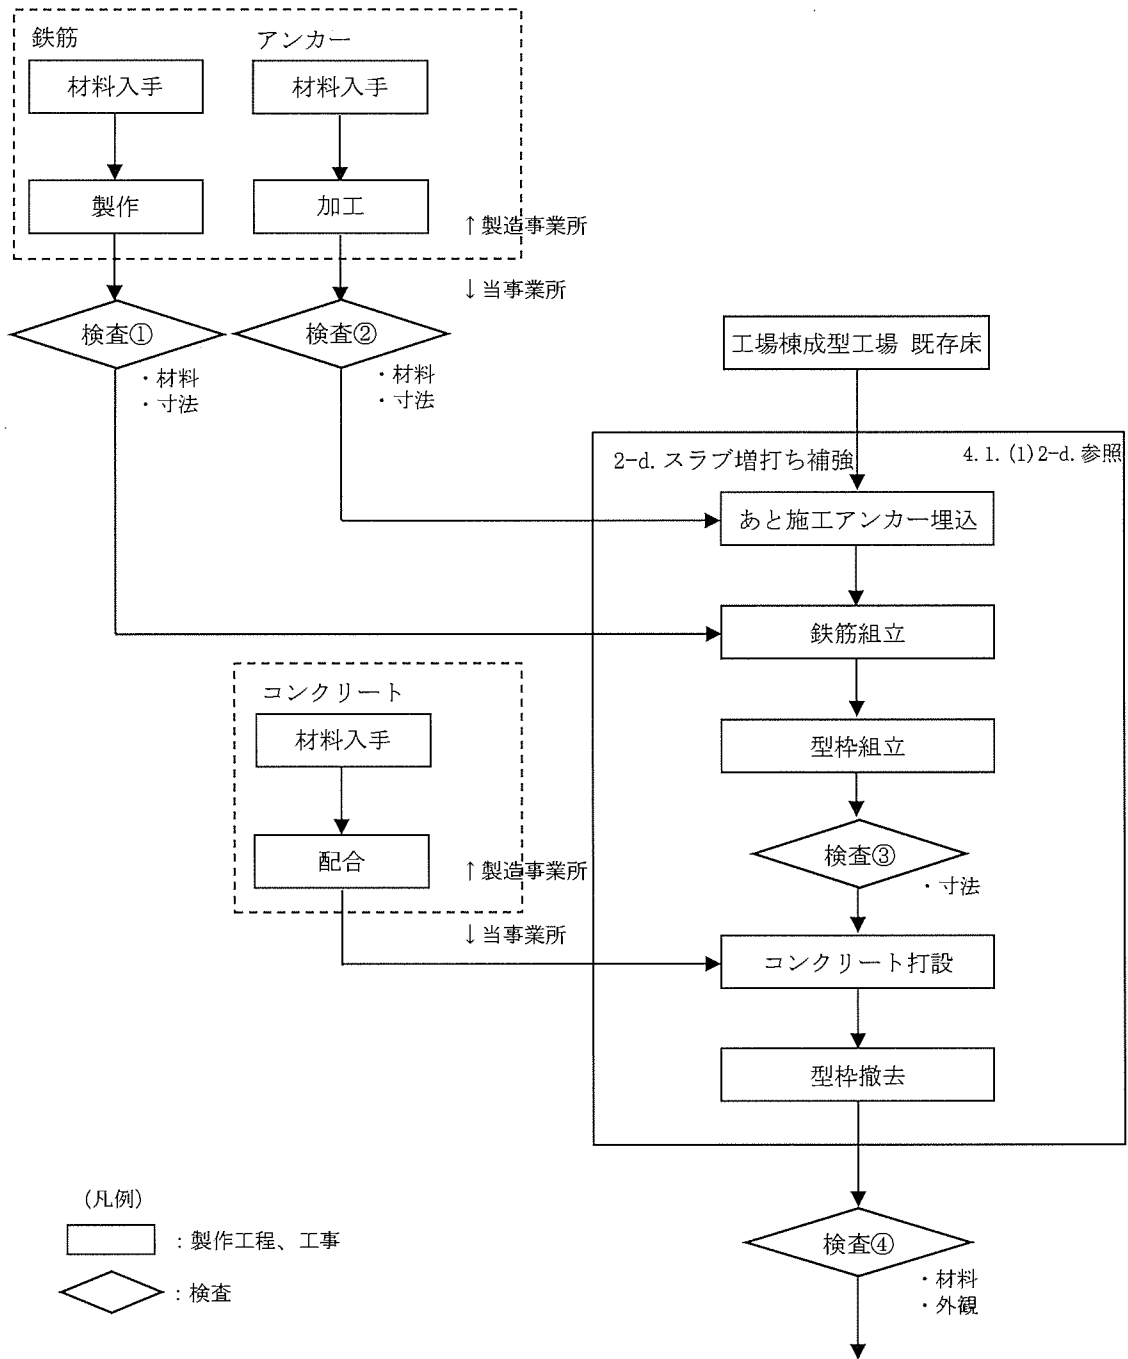 鉄筋
アンカー
材料入手
材料入手
製作
加工
↑製造事業所
↓当事業所
検査①
・材料
・寸法
検査②
・材料
・寸法
工場棟成型工場 既存床
2-d.スラブ増打ち補強
4.1.(1)2-d.参照
あと施工アンカー埋込
鉄筋組立
コンクリート
材料入手
型枠組立
配合
検査③
・寸法
↑製造事業所
↓当事業所
コンクリート打設
型枠撤去
検査④
・材料
・外観
(凡例)
：製作工程、工事
：検査